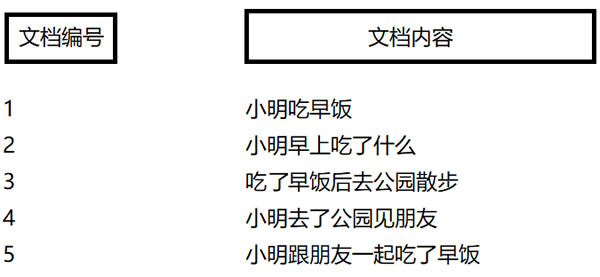 文档编号 文档内容
1 小明吃早饭
2 小明早上吃了什么
3 吃了早饭后去公园散步
4 小明去了公园见朋友
5 小明跟朋友一起吃了早饭